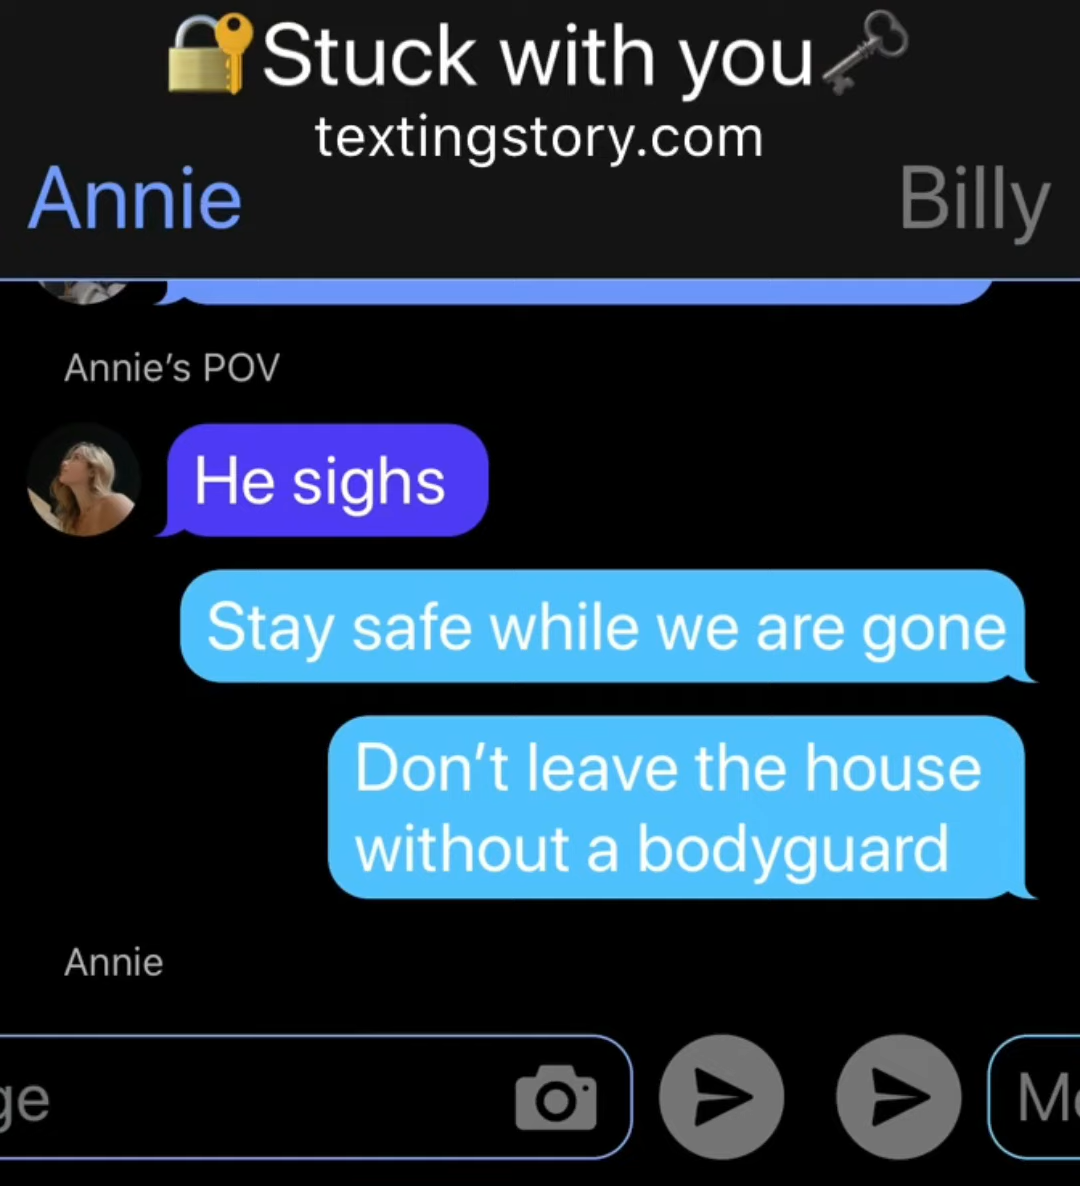 🔐Stuck with you🗝️
textingstory.com
Annie
Billy
Annie’s POV
He sighs
Stay safe while we are gone
Don’t leave the house
without a bodyguard
Annie